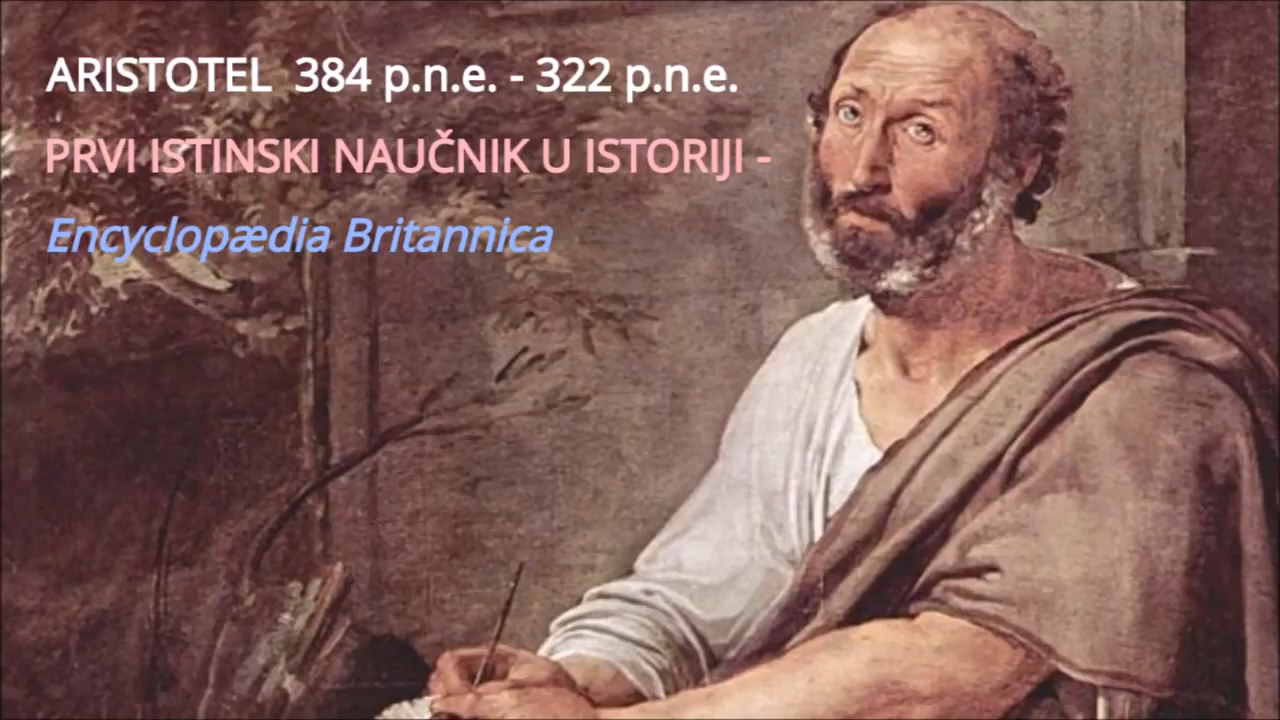 ARISTOTEL 384 p.n.e. - 322 p.n.e.
PRVI ISTINSKI NAUČNIK U ISTORIJI -
Encyclopædia Britannica